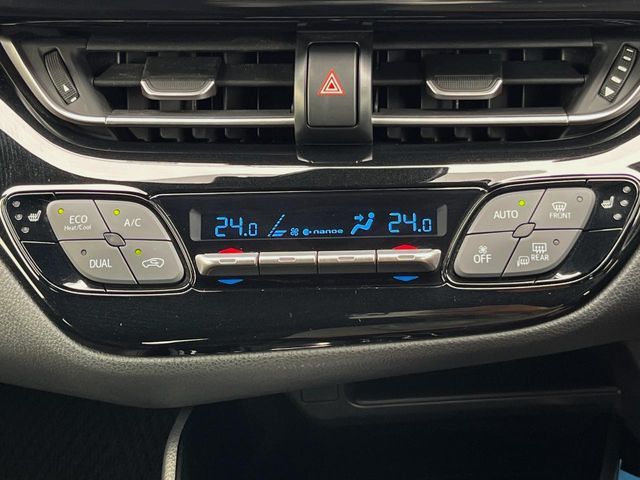 ECO
Heat/Cool
A/C
DUAL
24.0
nanoe
24.0
AUTO
FRONT
OFF
REAR